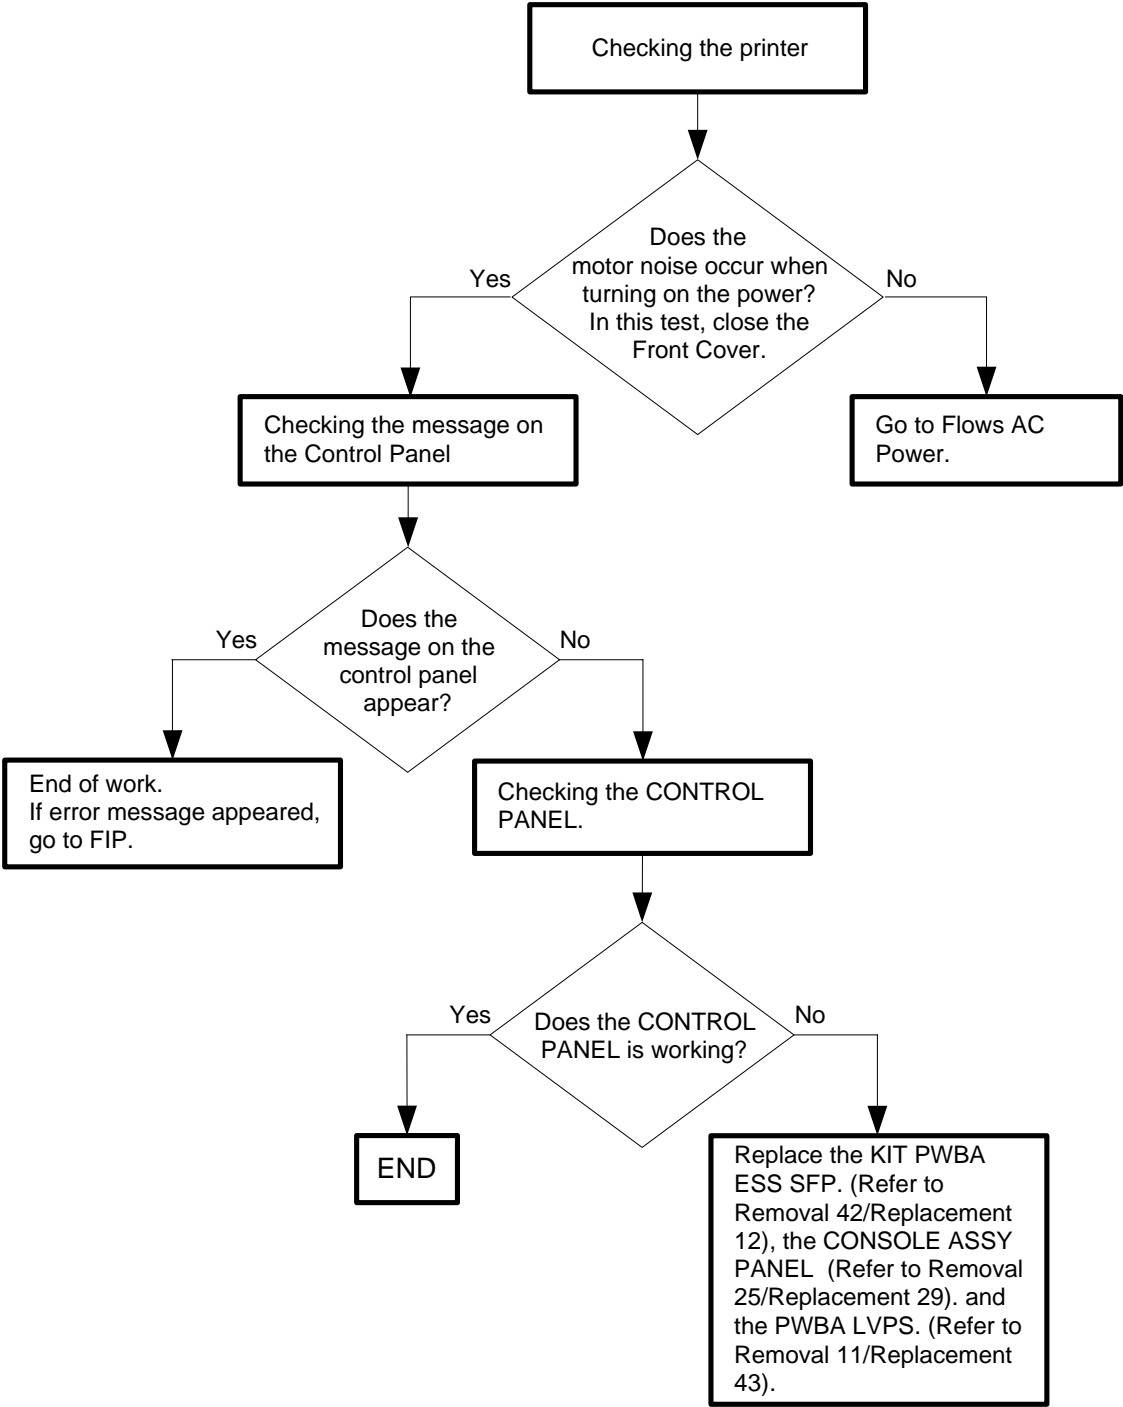 Checking the printer
Does the
motor noise occur when
turning on the power?
In this test, close the
Front Cover.
Yes
No
Checking the message on
the Control Panel
Go to Flows AC
Power.
Does the
message on the
control panel
appear?
Yes
No
End of work.
If error message appeared,
go to FIP.
Checking the CONTROL
PANEL.
Does the CONTROL
PANEL is working?
Yes
No
END
Replace the KIT PWBA
ESS SFP. (Refer to
Removal 42/Replacement
12), the CONSOLE ASSY
PANEL  (Refer to Removal
25/Replacement 29). and
the PWBA LVPS. (Refer to
Removal 11/Replacement
43).